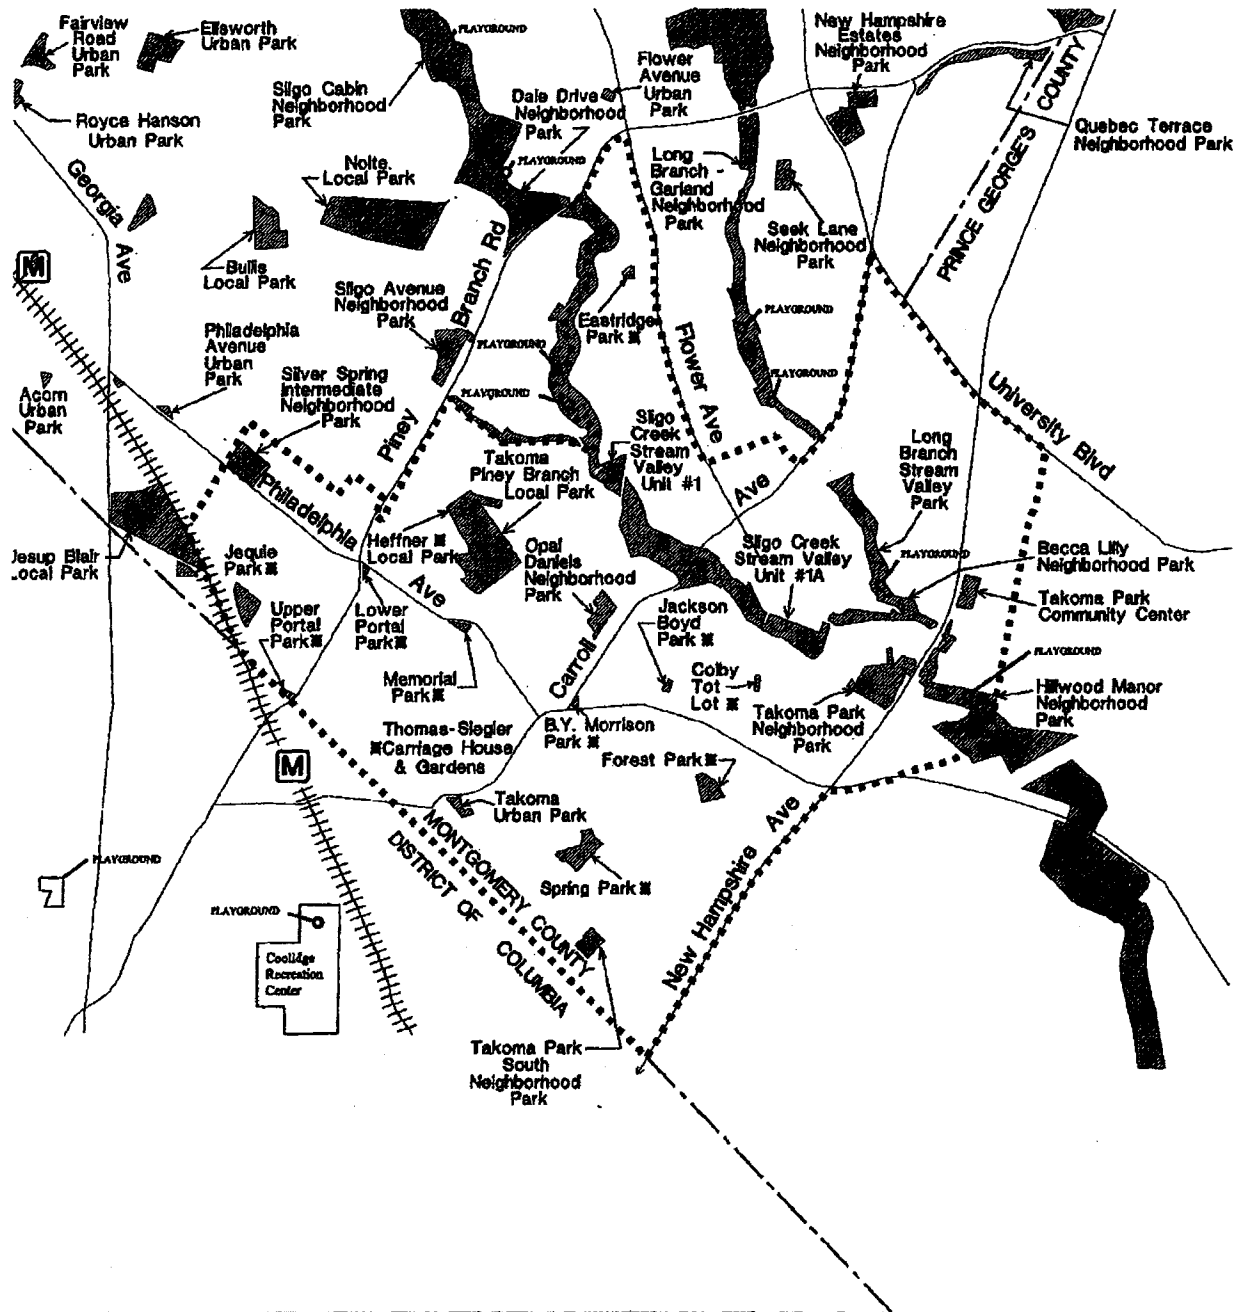 Fairview
Road
Urban
Park
Ellsworth
Urban Park
PLAYGROUND
New Hampshire
Estates
Neighborhood
Park
Flower
Avenue
Urban
Park
Sligo Cabin
Neighborhood
Park
Dale Drive
Neighborhood
Park
COUNTY
PRINCE GEORGE'S
Royce Hanson
Urban Park
Quebec Terrace
Neighborhood Park
Nolte
Local Park
PLAYGROUND
Long
Branch -
Garland
Neighborhood
Park
Georgia
Ave
Seek Lane
Neighborhood
Park
M
Bullis
Local Park
Branch Rd
Sligo Avenue
Neighborhood
Park
Eastridge
Park ⌘
PLAYGROUND
PLAYGROUND
Philadelphia
Avenue
Urban
Park
Silver Spring
Intermediate
Neighborhood
Park
Flower Ave
PLAYGROUND
PLAYGROUND
University Blvd
Acorn
Urban
Park
Piney
Sligo
Creek
Stream
Valley
Unit #1
Long
Branch
Stream
Valley
Park
Takoma
Piney Branch
Local Park
Ave
Philadelphia
Ave
Heffner ⌘
Local Park
Opal
Daniels
Neighborhood
Park
Sligo Creek
Stream Valley
Unit #1A
PLAYGROUND
Becca Lilly
Neighborhood Park
Jesup Blair
Local Park
Jequie
Park ⌘
Upper
Portal
Park ⌘
Lower
Portal
Park ⌘
Jackson
Boyd
Park ⌘
Takoma Park
Community Center
PLAYGROUND
Carroll
Memorial
Park ⌘
Colby
Tot
Lot ⌘
Takoma Park
Neighborhood
Park
Hillwood Manor
Neighborhood
Park
Thomas-Siegler
⌘ Carriage House
& Gardens
B.Y. Morrison
Park ⌘
Forest Park ⌘
M
Takoma
Urban Park
MONTGOMERY COUNTY
DISTRICT OF COLUMBIA
New Hampshire Ave
PLAYGROUND
Spring Park ⌘
PLAYGROUND
Coolidge
Recreation
Center
Takoma Park
South
Neighborhood
Park